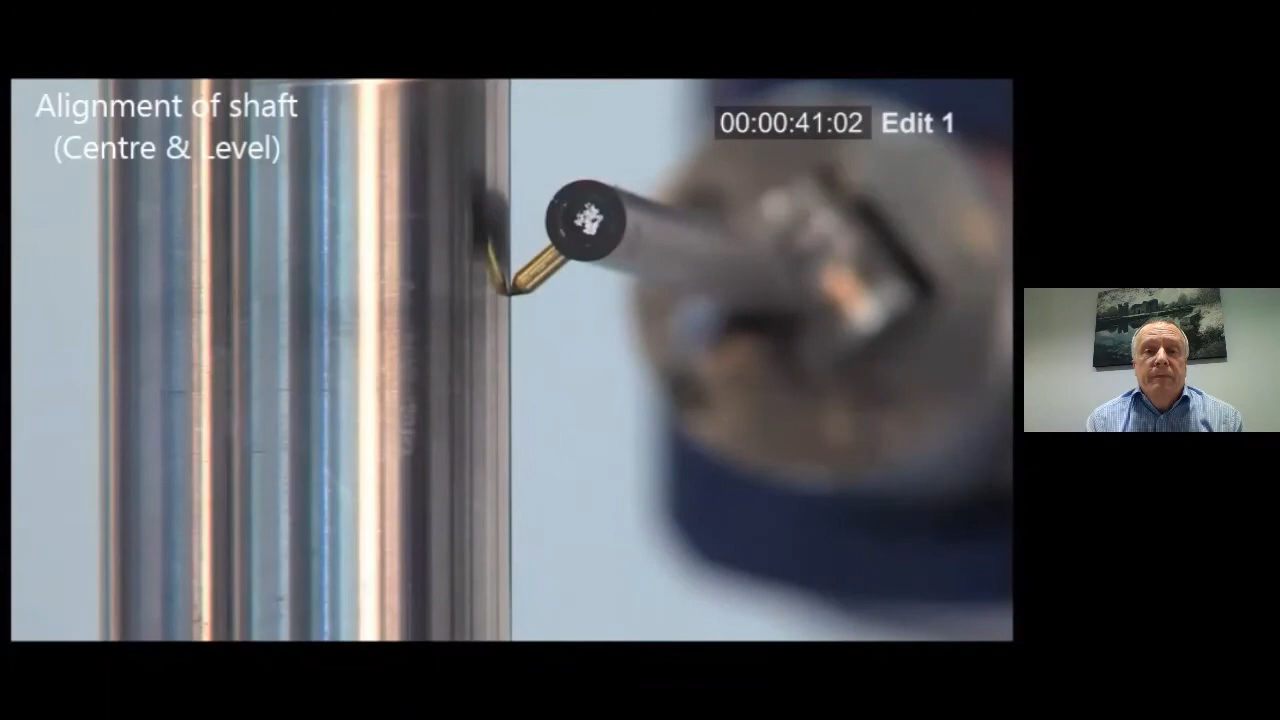 Alignment of shaft
(Centre & Level)
00:00:41:02 Edit 1